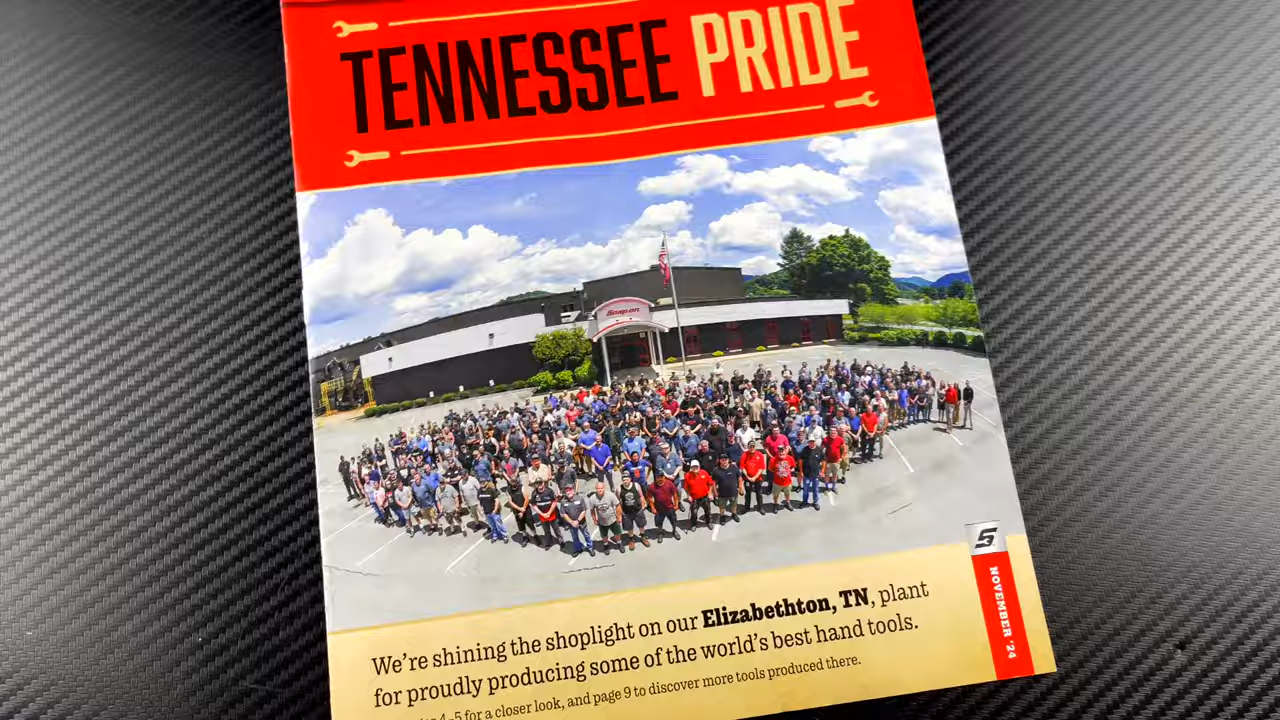 TENNESSEE PRIDE
Snap-on
We're shining the shoplight on our Elizabethton, TN, plant
for proudly producing some of the world's best hand tools.
4–5 for a closer look, and page 9 to discover more tools produced there.
NOVEMBER '24